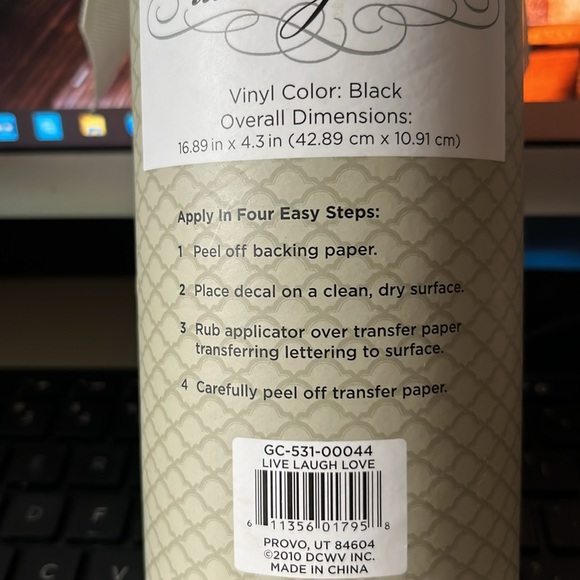 Vinyl Color: Black
Overall Dimensions:
16.89 in x 4.3 in (42.89 cm x 10.91 cm)
Apply In Four Easy Steps:
1 Peel off backing paper.
2 Place decal on a clean, dry surface.
3 Rub applicator over transfer paper
transferring lettering to surface.
4 Carefully peel off transfer paper.
GC-531-00044
LIVE LAUGH LOVE
6 11356 01795 8
PROVO, UT 84604
©2010 DCWV INC.
MADE IN CHINA
D F
C V